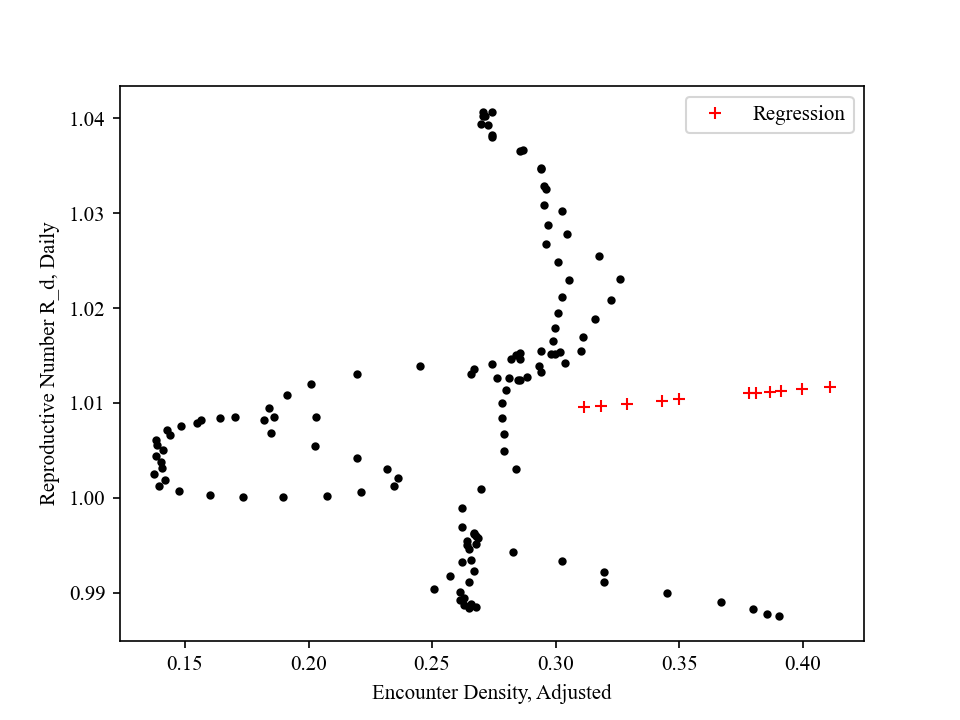 Regression
1.04
1.03
1.02
1.01
1.00
0.99
Reproductive Number R_d, Daily
0.15 0.20 0.25 0.30 0.35 0.40
Encounter Density, Adjusted